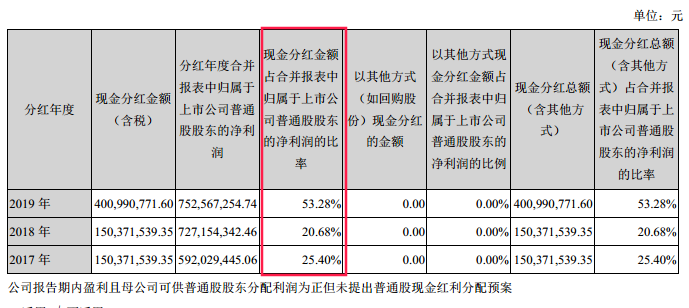 单位：元
分红年度 现金分红金额（含税） 分红年度合并报表中归属于上市公司普通股股东的净利润 现金分红金额占合并报表中归属于上市公司普通股股东的净利润的比率 以其他方式（如回购股份）现金分红的金额 以其他方式现金分红金额占合并报表中归属于上市公司普通股股东的净利润的比例 现金分红总额（含其他方式） 现金分红总额（含其他方式）占合并报表中归属于上市公司普通股股东的净利润的比率
2019 年 400,990,771.60 752,567,254.74 53.28% 0.00 0.00% 400,990,771.60 53.28%
2018 年 150,371,539.35 727,154,342.46 20.68% 0.00 0.00% 150,371,539.35 20.68%
2017 年 150,371,539.35 592,029,445.06 25.40% 0.00 0.00% 150,371,539.35 25.40%
公司报告期内盈利且母公司可供普通股股东分配利润为正但未提出普通股现金红利分配预案